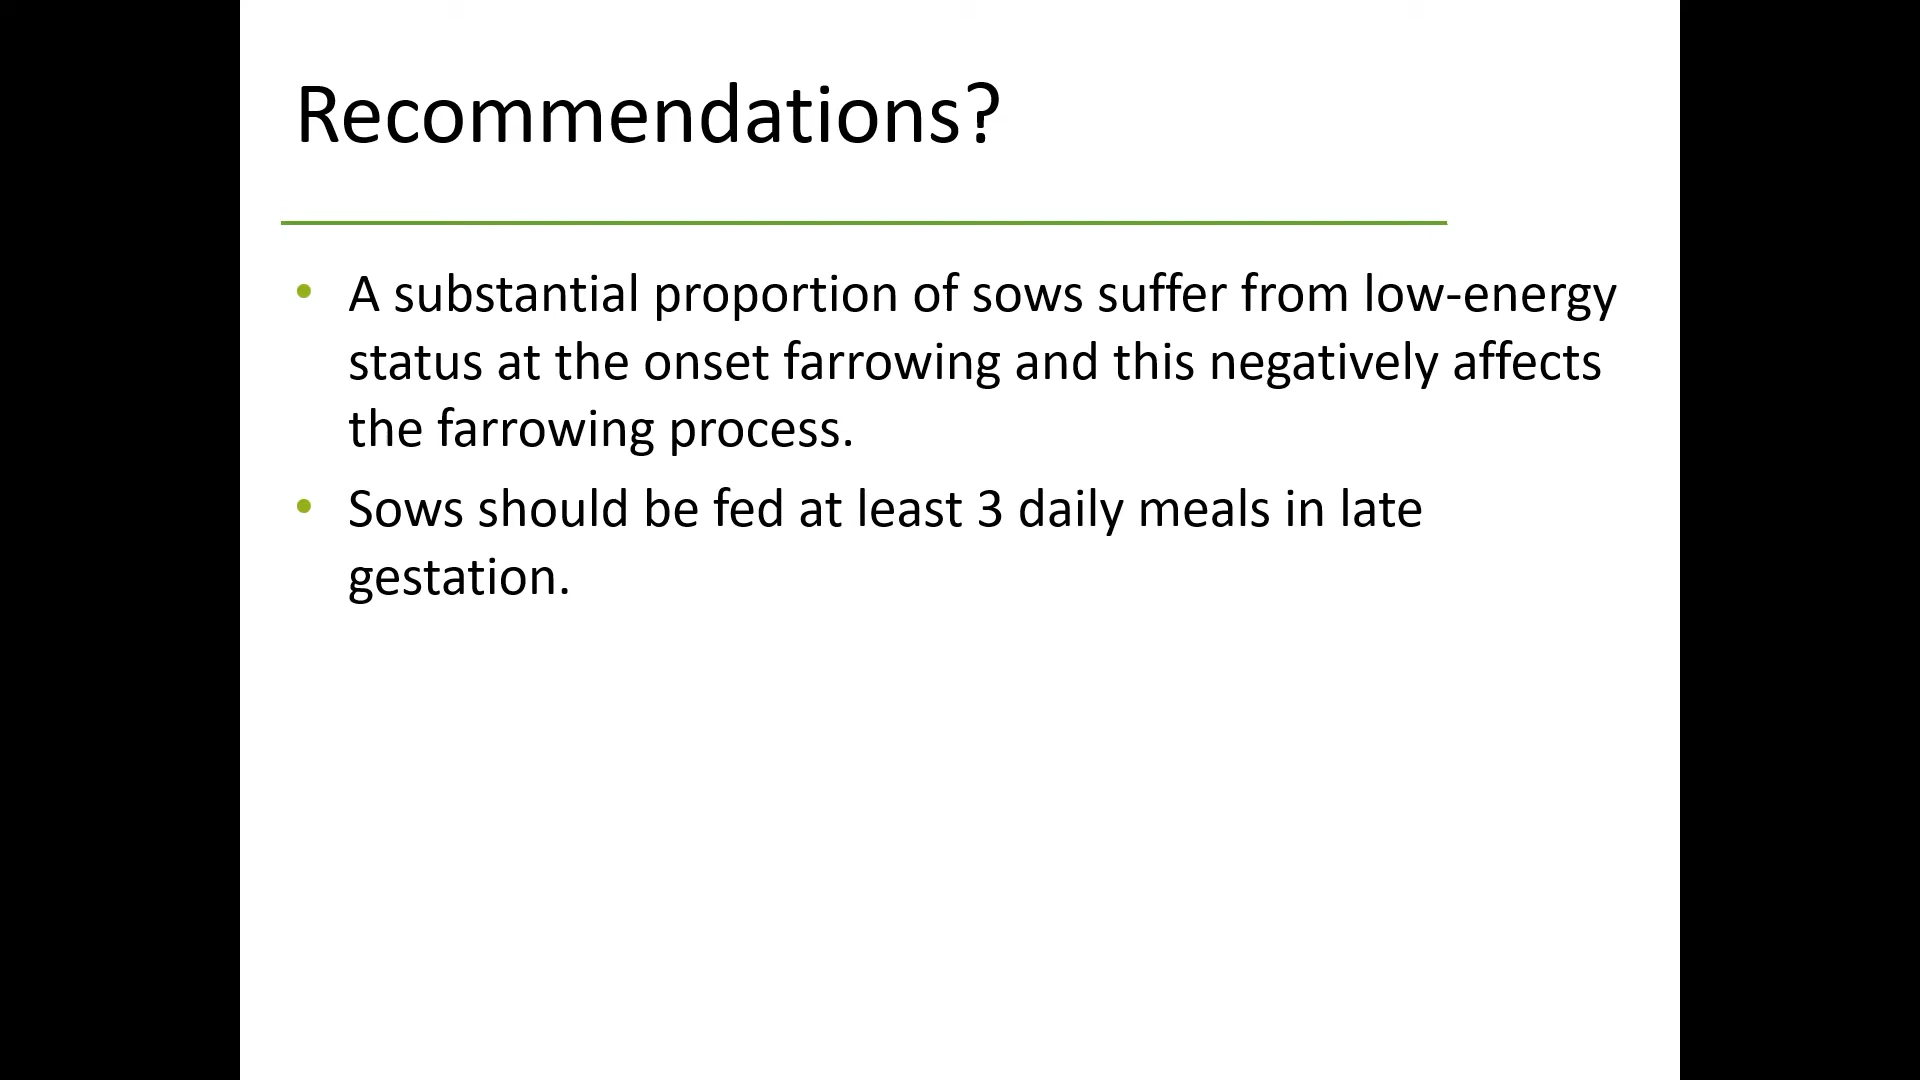 Recommendations?
• A substantial proportion of sows suffer from low-energy
status at the onset farrowing and this negatively affects
the farrowing process.
• Sows should be fed at least 3 daily meals in late
gestation.